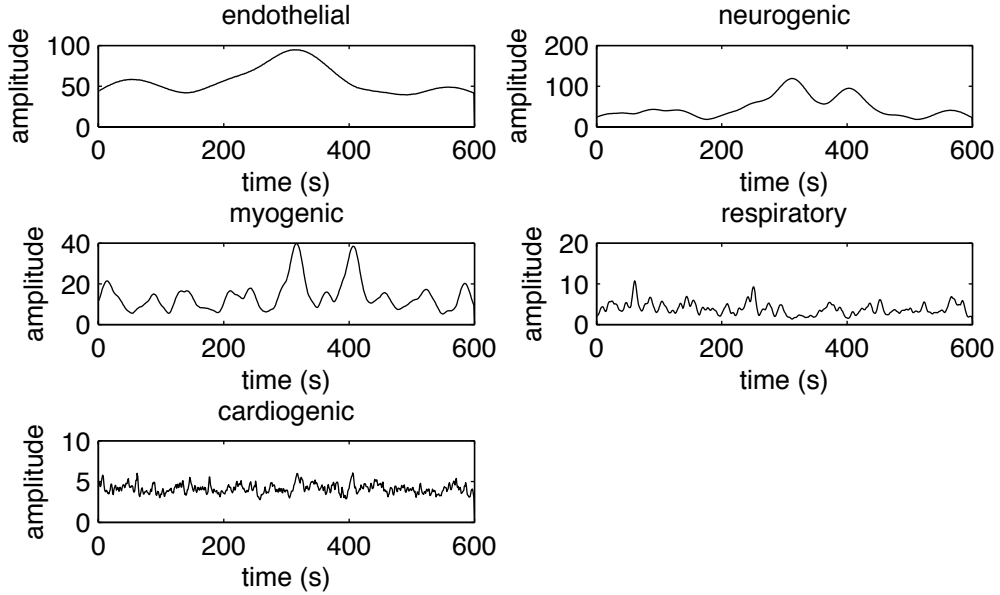 endothelial
amplitude
100
50
0
0 200 400 600
time (s)
neurogenic
amplitude
200
100
0
0 200 400 600
time (s)
myogenic
amplitude
40
20
0
0 200 400 600
time (s)
respiratory
amplitude
20
10
0
0 200 400 600
time (s)
cardiogenic
amplitude
10
5
0
0 200 400 600
time (s)